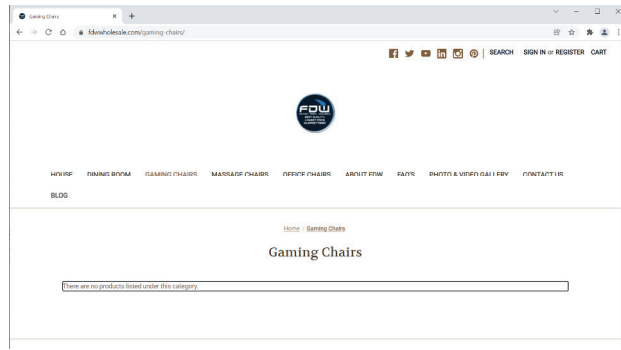 Gaming Chairs
fdwwholesale.com/gaming-chairs/
SEARCH SIGN IN or REGISTER CART
FDW
HOUSE DINING ROOM GAMING CHAIRS MASSAGE CHAIRS OFFICE CHAIRS ABOUT FDW FAQ'S PHOTO & VIDEO GALLERY CONTACT US
BLOG
Home / Gaming Chairs
Gaming Chairs
There are no products listed under this category.